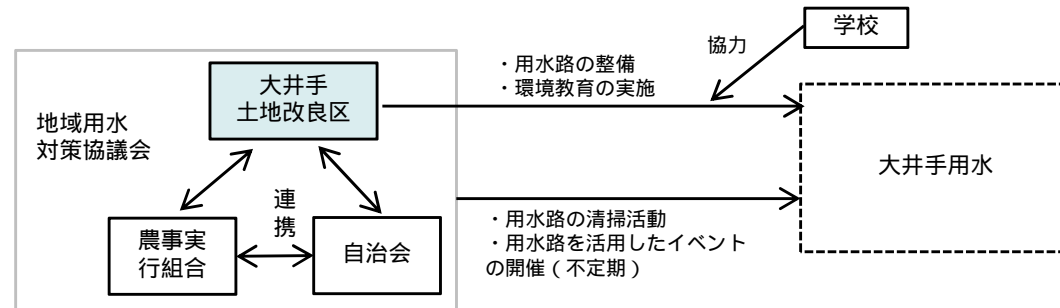 学校
協力
・用水路の整備
・環境教育の実施
大井手
土地改良区
地域用水
対策協議会
大井手用水
連
携
農事実
行組合
自治会
・用水路の清掃活動
・用水路を活用したイベント
の開催（不定期）